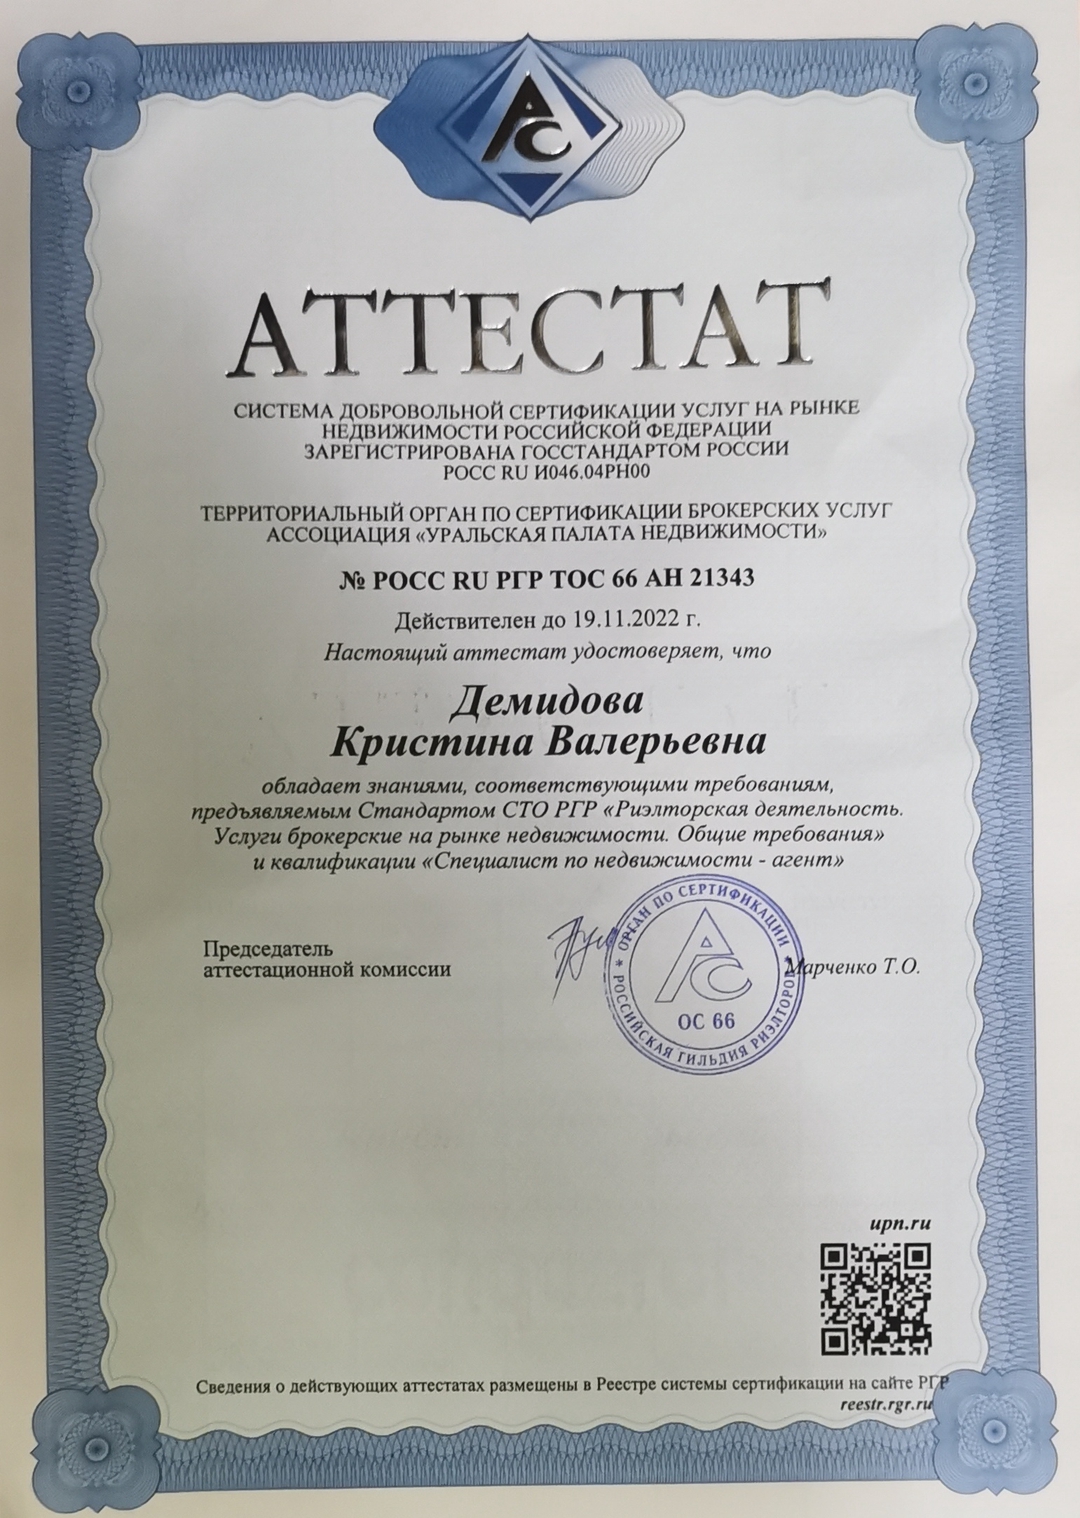 АС
АТТЕСТАТ
СИСТЕМА ДОБРОВОЛЬНОЙ СЕРТИФИКАЦИИ УСЛУГ НА РЫНКЕ
НЕДВИЖИМОСТИ РОССИЙСКОЙ ФЕДЕРАЦИИ
ЗАРЕГИСТРИРОВАНА ГОССТАНДАРТОМ РОССИИ
РОСС RU И046.04РН00
ТЕРРИТОРИАЛЬНЫЙ ОРГАН ПО СЕРТИФИКАЦИИ БРОКЕРСКИХ УСЛУГ
АССОЦИАЦИЯ «УРАЛЬСКАЯ ПАЛАТА НЕДВИЖИМОСТИ»
№ РОСС RU РГР ТОС 66 АН 21343
Действителен до 19.11.2022 г.
Настоящий аттестат удостоверяет, что
Демидова
Кристина Валерьевна
обладает знаниями, соответствующими требованиям,
предъявляемым Стандартом СТО РГР «Риэлторская деятельность.
Услуги брокерские на рынке недвижимости. Общие требования»
и квалификации «Специалист по недвижимости - агент»
Председатель
аттестационной комиссии
Марченко Т.О.
* ОРГАН ПО СЕРТИФИКАЦИИ *
РОССИЙСКАЯ ГИЛЬДИЯ РИЭЛТОРОВ
АС
ОС 66
upn.ru
Сведения о действующих аттестатах размещены в Реестре системы сертификации на сайте РГР
reestr.rgr.ru